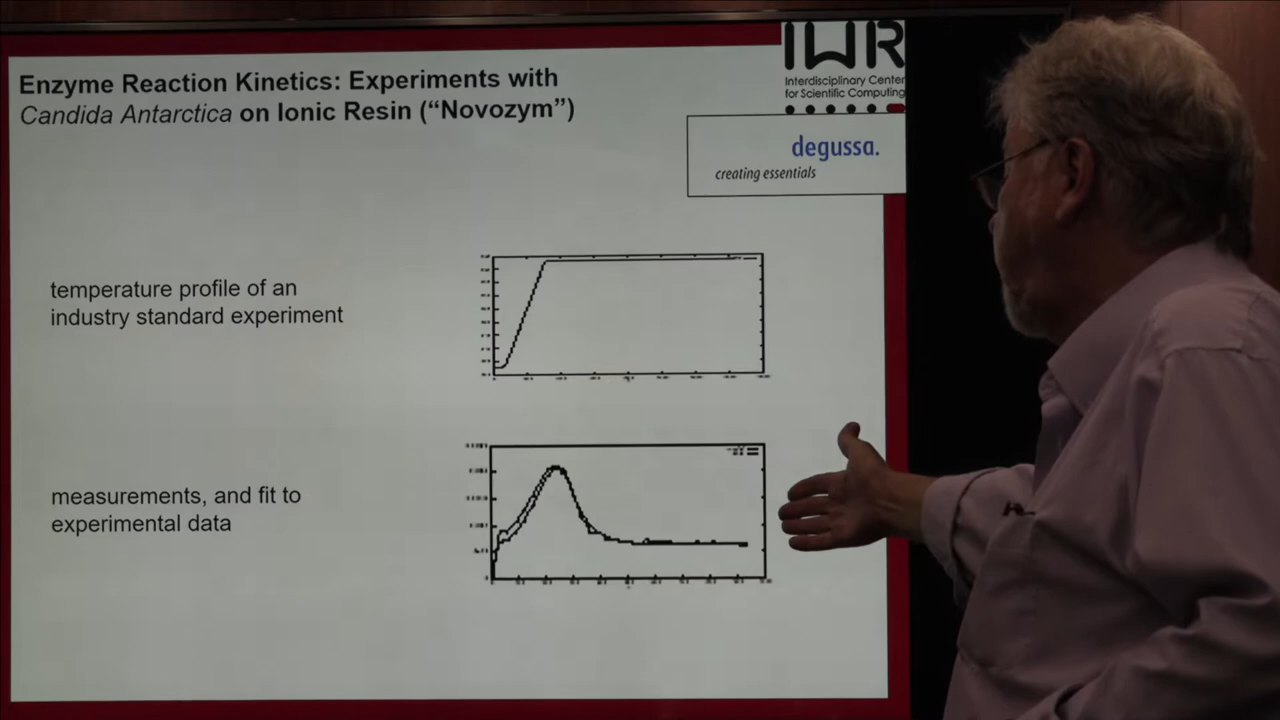 Enzyme Reaction Kinetics: Experiments with
Candida Antarctica on Ionic Resin (“Novozym”)
IWR
Interdisciplinary Center
for Scientific Computing
degussa.
creating essentials
temperature profile of an
industry standard experiment
measurements, and fit to
experimental data